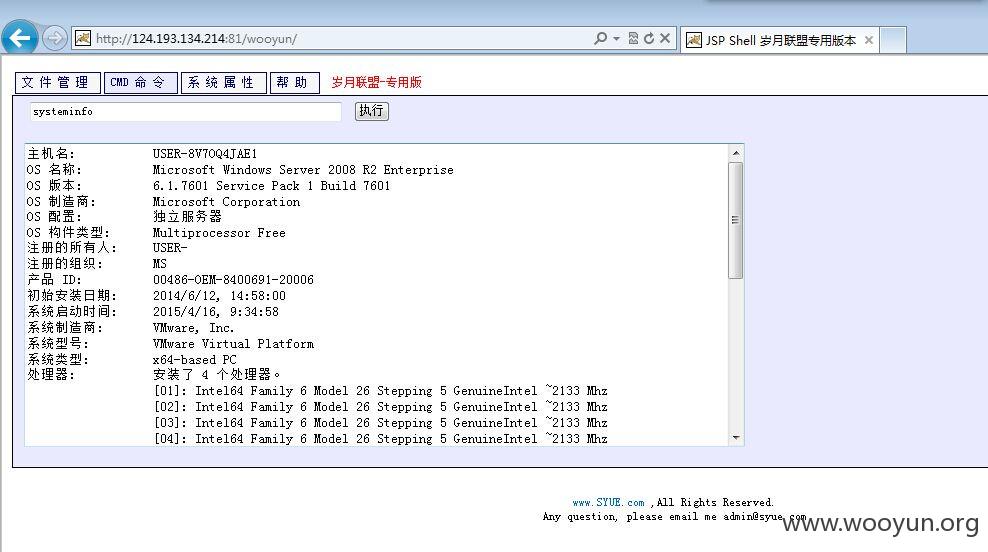 http://124.193.134.214:81/wooyun/
JSP Shell 岁月联盟专用版本
文件管理 CMD 命令 系统属性 帮助 岁月联盟-专用版
systeminfo 执行
主机名: USER-8V7OQ4JAE1
OS 名称: Microsoft Windows Server 2008 R2 Enterprise
OS 版本: 6.1.7601 Service Pack 1 Build 7601
OS 制造商: Microsoft Corporation
OS 配置: 独立服务器
OS 构件类型: Multiprocessor Free
注册的所有人: USER-
注册的组织: MS
产品 ID: 00486-OEM-8400691-20006
初始安装日期: 2014/6/12, 14:58:00
系统启动时间: 2015/4/16, 9:34:58
系统制造商: VMware, Inc.
系统型号: VMware Virtual Platform
系统类型: x64-based PC
处理器: 安装了 4 个处理器。
[01]: Intel64 Family 6 Model 26 Stepping 5 GenuineIntel ~2133 Mhz
[02]: Intel64 Family 6 Model 26 Stepping 5 GenuineIntel ~2133 Mhz
[03]: Intel64 Family 6 Model 26 Stepping 5 GenuineIntel ~2133 Mhz
[04]: Intel64 Family 6 Model 26 Stepping 5 GenuineIntel ~2133 Mhz
www.SYUE.com ,All Rights Reserved.
Any question, please email me admin@syue.com
www.wooyun.org